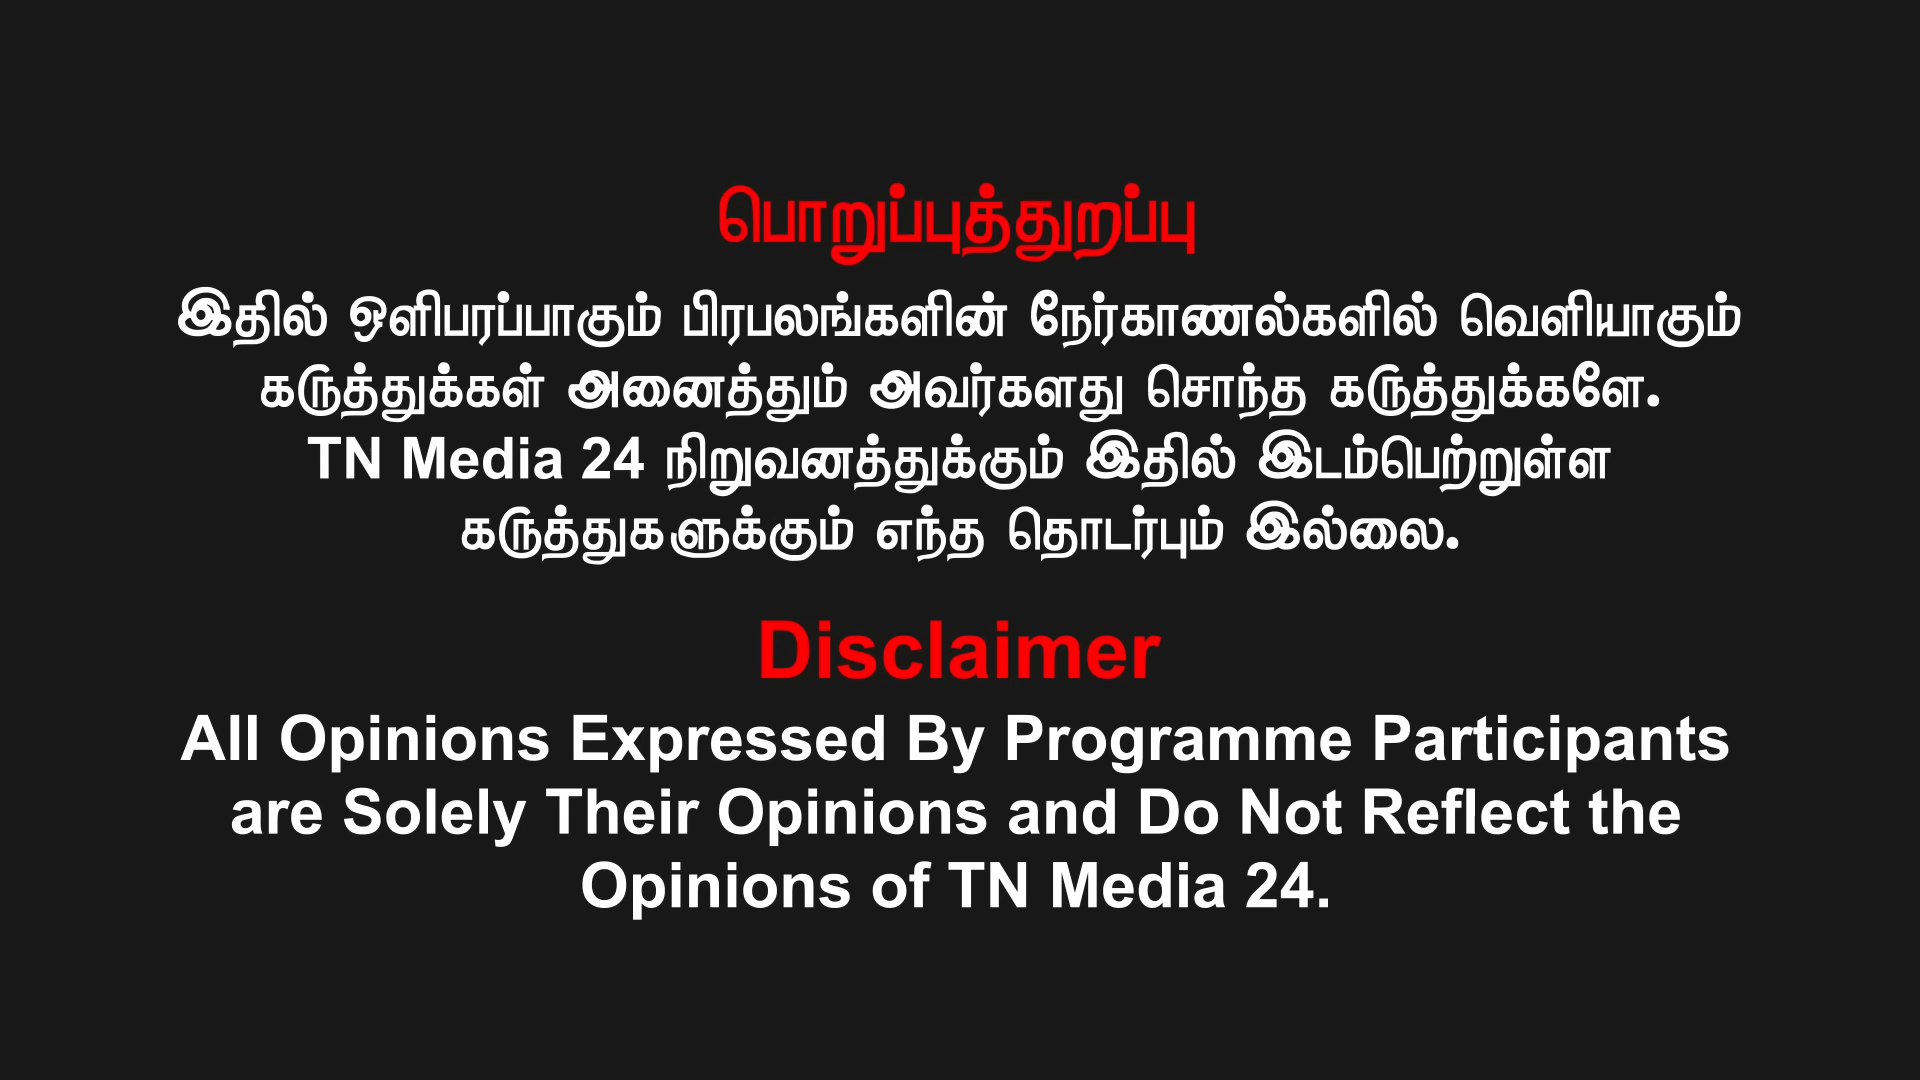 பொறுப்புத்துறப்பு
இதில் ஒளிபரப்பாகும் பிரபலங்களின் நேர்காணல்களில் வெளியாகும்
கருத்துக்கள் அனைத்தும் அவர்களது சொந்த கருத்துக்களே.
TN Media 24 நிறுவனத்துக்கும் இதில் இடம்பெற்றுள்ள
கருத்துகளுக்கும் எந்த தொடர்பும் இல்லை.
Disclaimer
All Opinions Expressed By Programme Participants
are Solely Their Opinions and Do Not Reflect the
Opinions of TN Media 24.